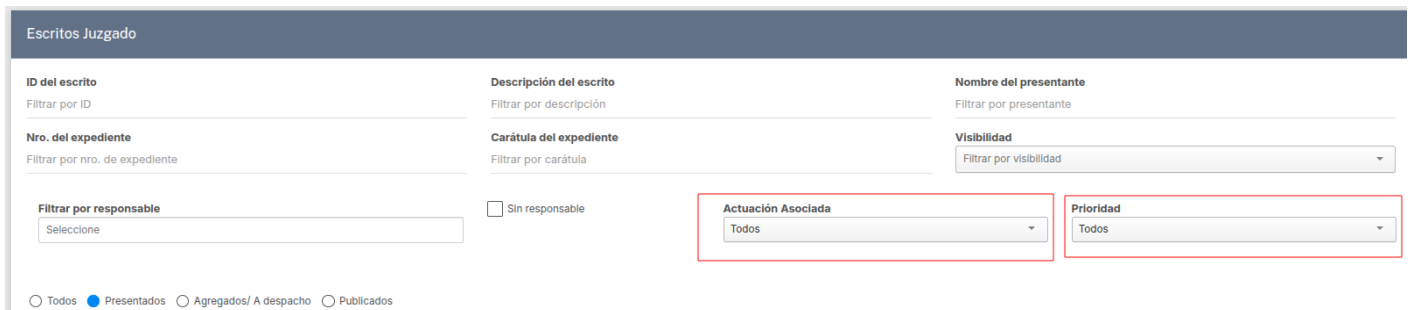 Escritos Juzgado
ID del escrito
Descripción del escrito
Nombre del presentante
Filtrar por ID
Filtrar por descripción
Filtrar por presentante
Nro. del expediente
Carátula del expediente
Visibilidad
Filtrar por nro. de expediente
Filtrar por carátula
Filtrar por visibilidad
Filtrar por responsable
Sin responsable
Actuación Asociada
Prioridad
Seleccione
Todos
Todos
Todos Presentados Agregados/ A despacho Publicados